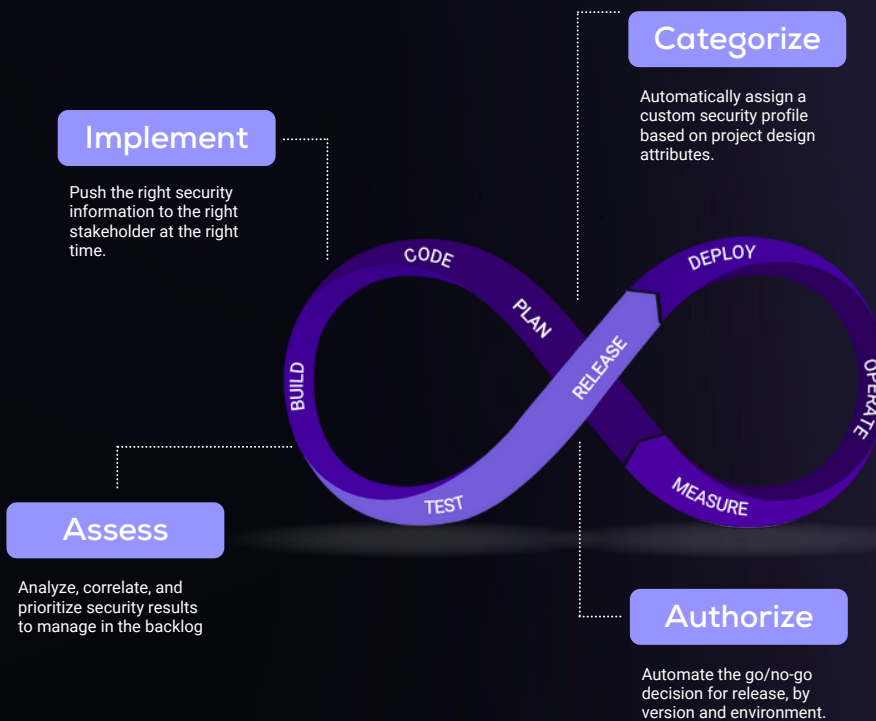 Categorize
Automatically assign a
custom security profile
based on project design
attributes.
Implement
Push the right security
information to the right
stakeholder at the right
time.
CODE
PLAN
DEPLOY
RELEASE
BUILD
OPERATE
TEST
MEASURE
Assess
Analyze, correlate, and
prioritize security results
to manage in the backlog
Authorize
Automate the go/no-go
decision for release, by
version and environment.